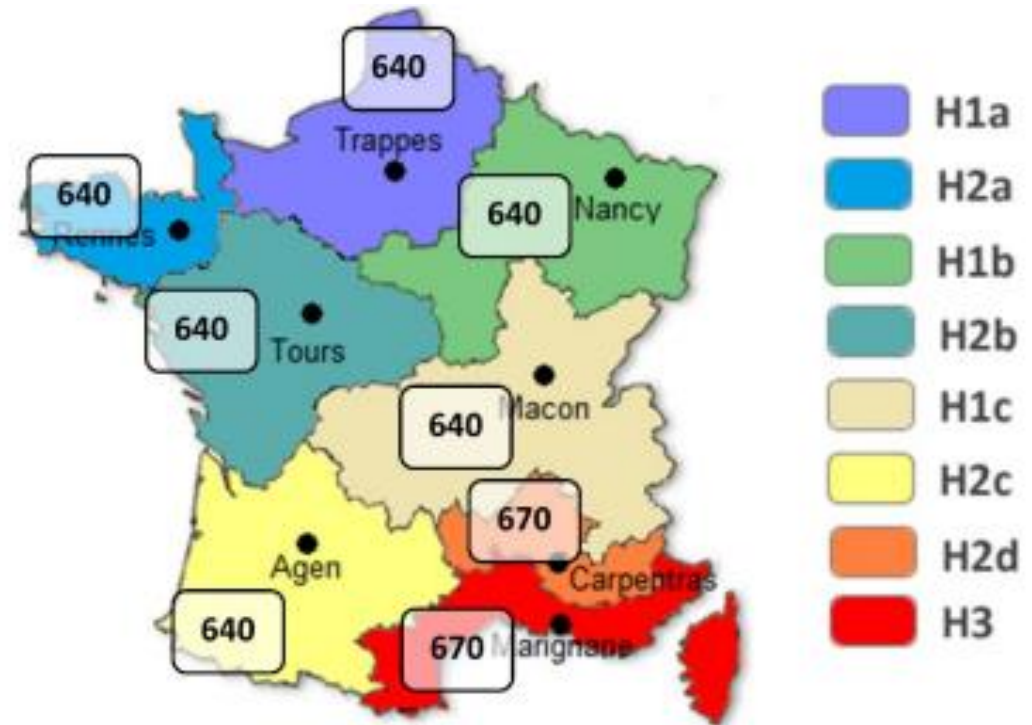 640
Trappes
640
Rennes
640
Nancy
640
Tours
640
Macon
670
Carpentras
Agen
640
670
Marignane
H1a
H2a
H1b
H2b
H1c
H2c
H2d
H3